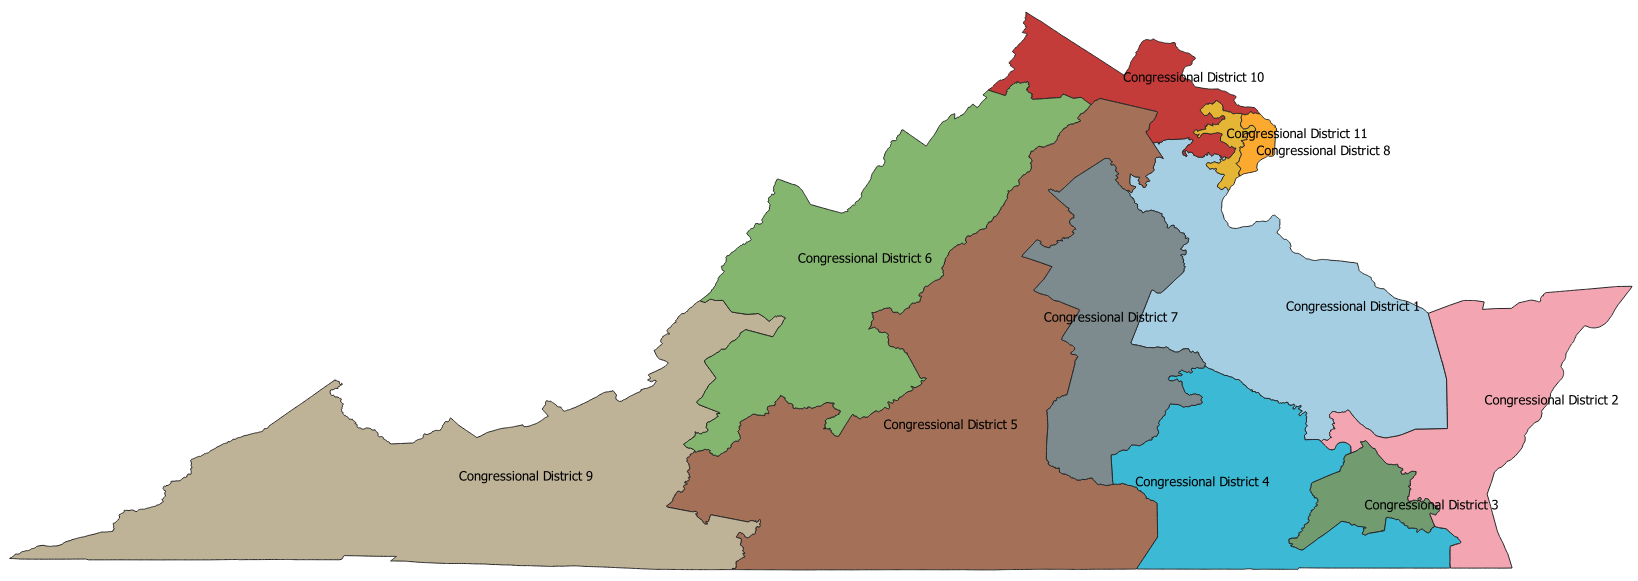 Congressional District 10
Congressional District 11
Congressional District 8
Congressional District 6
Congressional District 1
Congressional District 7
Congressional District 2
Congressional District 5
Congressional District 9
Congressional District 4
Congressional District 3